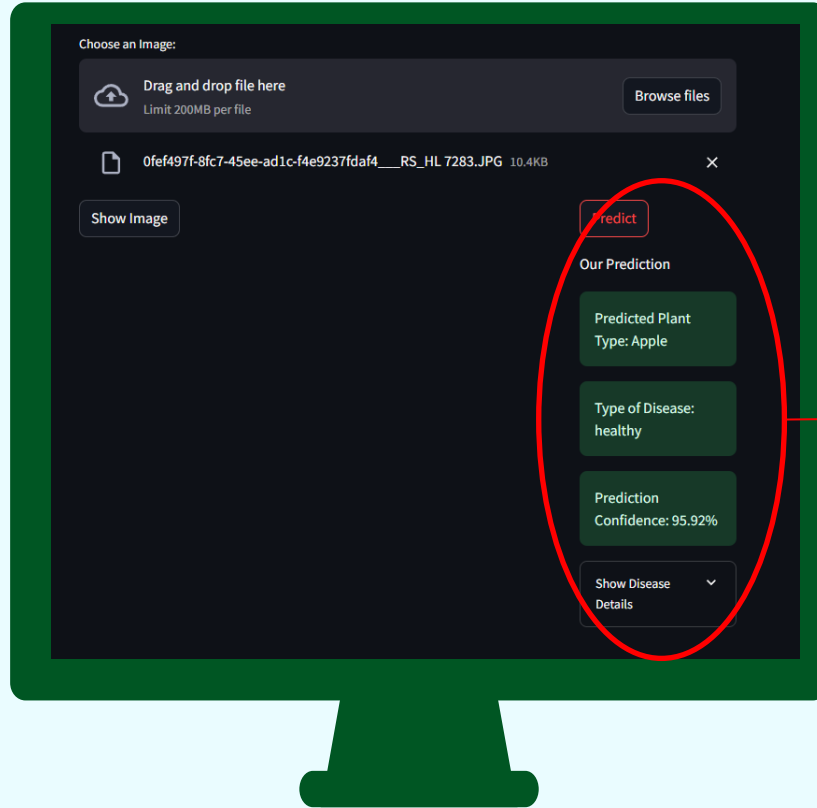 Choose an Image:
Drag and drop file here
Limit 200MB per file
Browse files
0fef497f-8fc7-45ee-ad1c-f4e9237fdaf4___RS_HL 7283.JPG 10.4KB
Show Image
Predict
Our Prediction
Predicted Plant
Type: Apple
Type of Disease:
healthy
Prediction
Confidence: 95.92%
Show Disease
Details